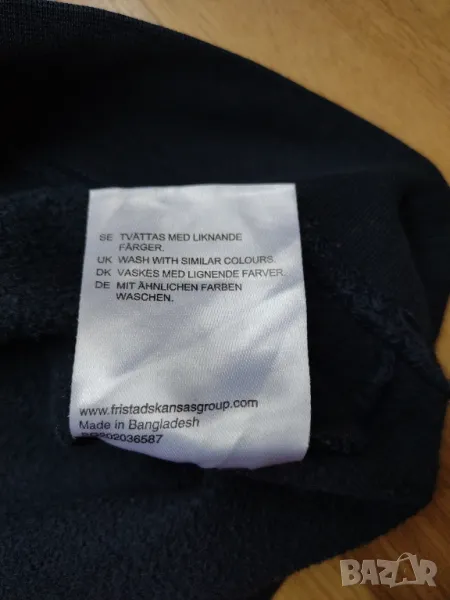 SE TVÄTTAS MED LIKNANDE
FÄRGER.
UK WASH WITH SIMILAR COLOURS.
DK VASKES MED LIGNENDE FARVER.
DE MIT ÄHNLICHEN FARBEN
WASCHEN.
www.fristadskansasgroup.com
Made in Bangladesh
BAZAR